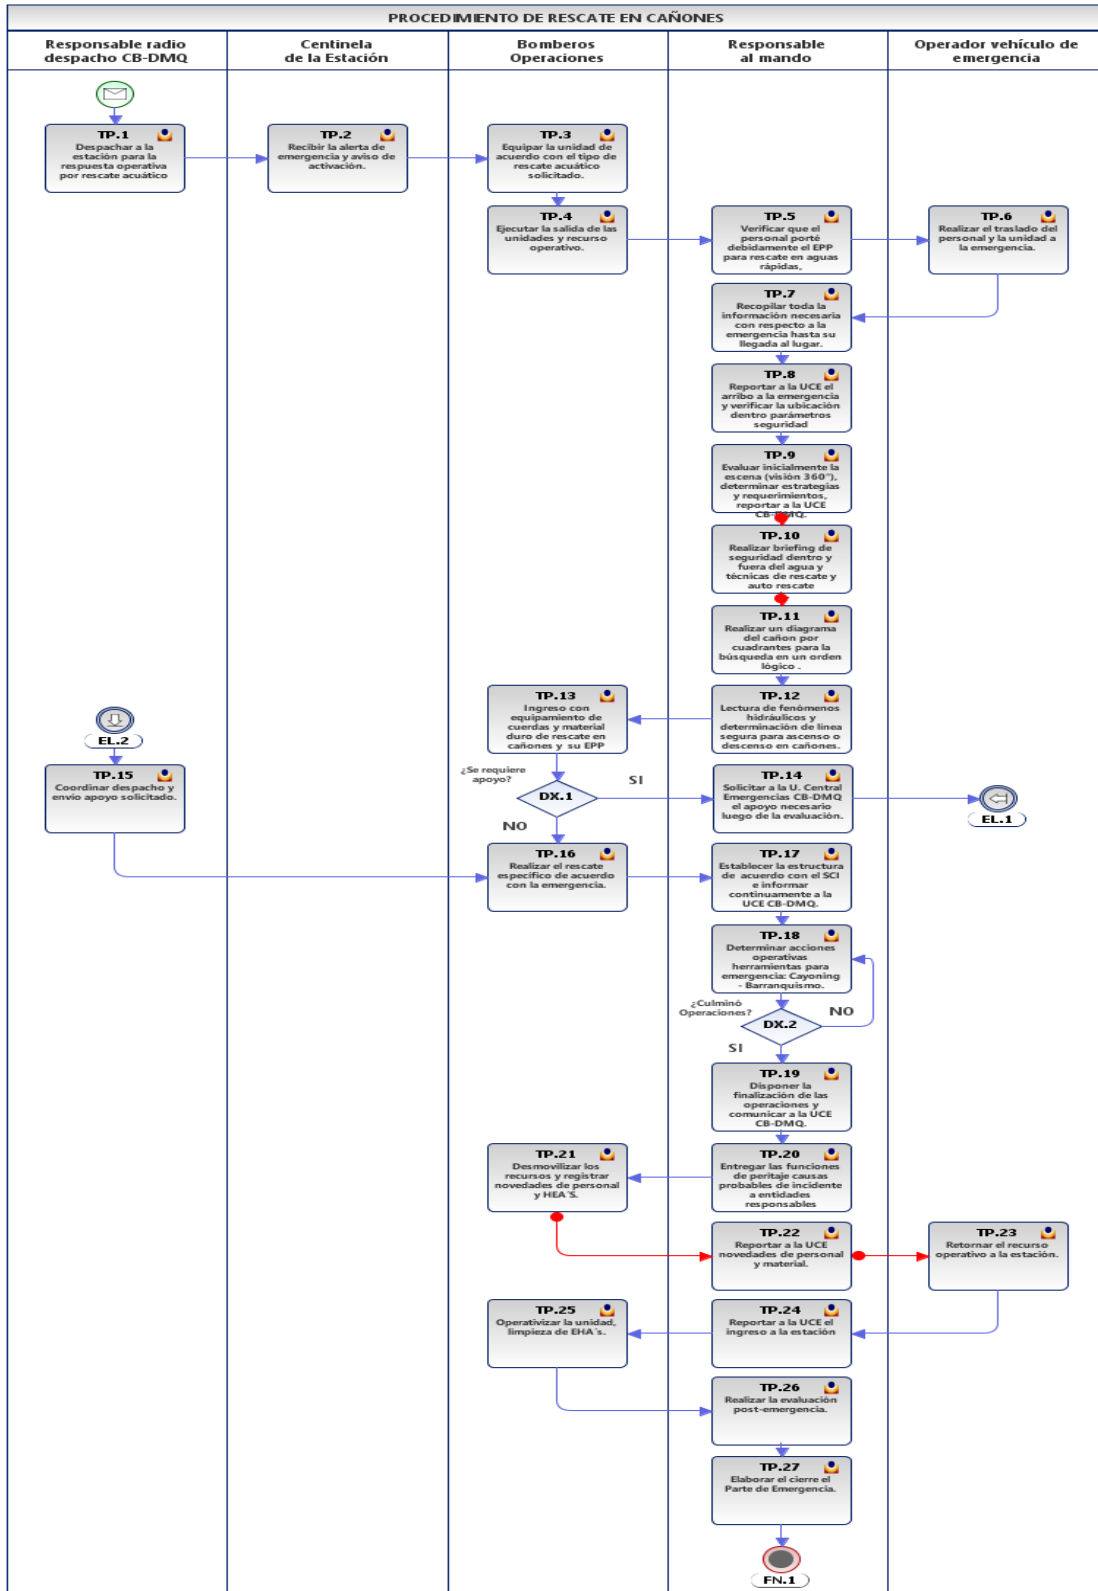 PROCEDIMIENTO DE RESCATE EN CAÑONES
Responsable radio
despacho CB-DMQ
Centinela
de la Estación
Bomberos
Operaciones
Responsable
al mando
Operador vehículo de
emergencia
TP.1
Despachar a la
estación para la
respuesta operativa
por rescate acuático
TP.2
Recibir la alerta de
emergencia y aviso de
activación.
TP.3
Equipar la unidad de
acuerdo con el tipo de
rescate acuático
solicitado.
TP.4
Ejecutar la salida de las
unidades y recurso
operativo.
TP.5
Verificar que el
personal porté
debidamente el EPP
para rescate en aguas
rápidas,
TP.6
Realizar el traslado del
personal y la unidad a
la emergencia.
TP.7
Recopilar toda la
información necesaria
con respecto a la
emergencia hasta su
llegada al lugar.
TP.8
Reportar a la UCE el
arribo a la emergencia
y verificar la ubicación
dentro parámetros
seguridad
TP.9
Evaluar inicialmente la
escena (visión 360°),
determinar estrategias
y requerimientos,
reportar a la UCE
CB-DMQ.
TP.10
Realizar briefing de
seguridad dentro y
fuera del agua y
técnicas de rescate y
auto rescate
TP.11
Realizar un diagrama
del cañon por
cuadrantes para la
búsqueda en un orden
lógico .
TP.12
Lectura de fenómenos
hidráulicos y
determinación de línea
segura para ascenso o
descenso en cañones.
TP.13
Ingreso con
equipamiento de
cuerdas y material
duro de rescate en
cañones y su EPP
EL.2
TP.15
Coordinar despacho y
envío apoyo solicitado.
¿Se requiere
apoyo?
DX.1
SI
NO
TP.14
Solicitar a la U. Central
Emergencias CB-DMQ
el apoyo necesario
luego de la evaluación.
EL.1
TP.16
Realizar el rescate
específico de acuerdo
con la emergencia.
TP.17
Establecer la estructura
de acuerdo con el SCI
e informar
continuamente a la
UCE CB-DMQ.
TP.18
Determinar acciones
operativas
herramientas para
emergencia: Cayoning
- Barranquismo.
¿Culminó
Operaciones?
DX.2
NO
SI
TP.19
Disponer la
finalización de las
operaciones y
comunicar a la UCE
CB-DMQ.
TP.20
Entregar las funciones
de peritaje causas
probables de incidente
a entidades
responsables
TP.21
Desmovilizar los
recursos y registrar
novedades de personal
y HEA´S.
TP.22
Reportar a la UCE
novedades de personal
y material.
TP.23
Retornar el recurso
operativo a la estación.
TP.24
Reportar a la UCE el
ingreso a la estación
TP.25
Operativizar la unidad,
limpieza de EHA´s.
TP.26
Realizar la evaluación
post-emergencia.
TP.27
Elaborar el cierre el
Parte de Emergencia.
FN.1